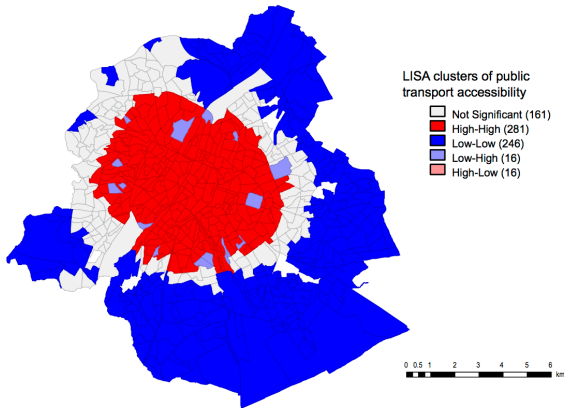 LISA clusters of public
transport accessibility
Not Significant (161)
High-High (281)
Low-Low (246)
Low-High (16)
High-Low (16)
0 0.5 1 2 3 4 5 6
km